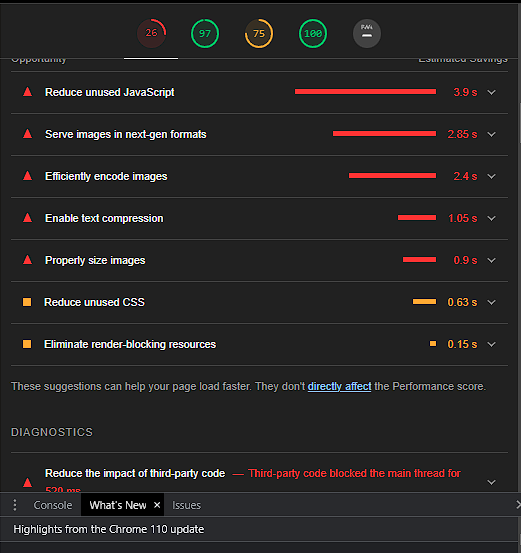 26
97
75
100
PWA
Opportunity Estimated Savings
Reduce unused JavaScript 3.9 s
Serve images in next-gen formats 2.85 s
Efficiently encode images 2.4 s
Enable text compression 1.05 s
Properly size images 0.9 s
Reduce unused CSS 0.63 s
Eliminate render-blocking resources 0.15 s
These suggestions can help your page load faster. They don't directly affect the Performance score.
DIAGNOSTICS
Reduce the impact of third-party code — Third-party code blocked the main thread for
520 ms
Console What's New × Issues
Highlights from the Chrome 110 update